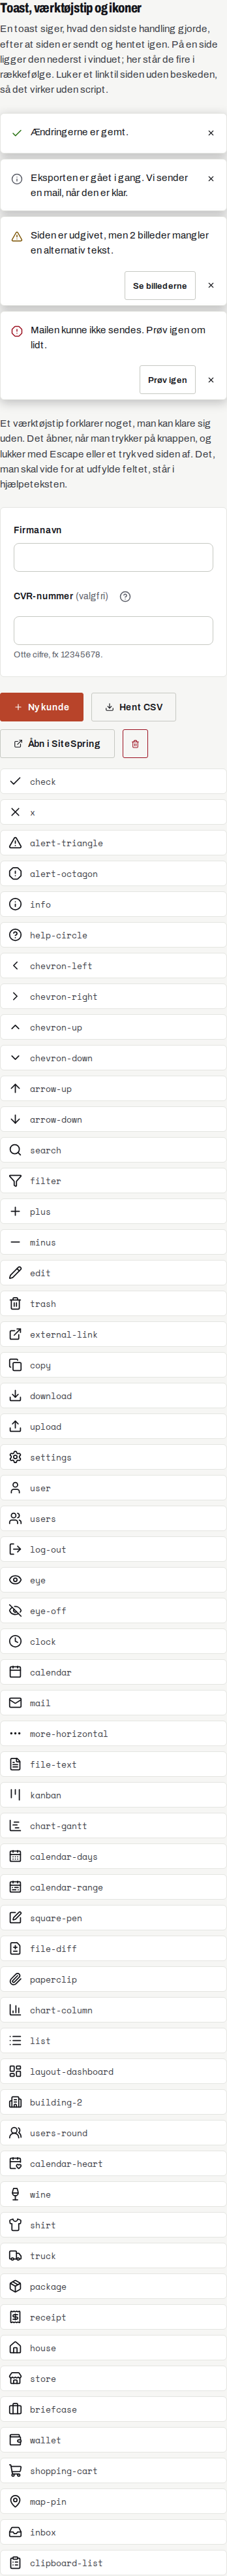 Toast, værktøjstip og ikoner
En toast siger, hvad den sidste handling gjorde,
efter at siden er sendt og hentet igen. På en side
ligger den nederst i vinduet; her står de fire i
rækkefølge. Luk er et link til siden uden beskeden,
så det virker uden script.
Ændringerne er gemt.
Eksporten er gået i gang. Vi sender
en mail, når den er klar.
Siden er udgivet, men 2 billeder mangler
en alternativ tekst.
Se billederne
Mailen kunne ikke sendes. Prøv igen om
lidt.
Prøv igen
Et værktøjstip forklarer noget, man kan klare sig
uden. Det åbner, når man trykker på knappen, og
lukker med Escape eller et tryk ved siden af. Det,
man skal vide for at udfylde feltet, står i
hjælpeteksten.
Firmanavn
CVR-nummer (valgfri)
Otte cifre, fx 12345678.
Ny kunde
Hent CSV
Åbn i SiteSpring
check
x
alert-triangle
alert-octagon
info
help-circle
chevron-left
chevron-right
chevron-up
chevron-down
arrow-up
arrow-down
search
filter
plus
minus
edit
trash
external-link
copy
download
upload
settings
user
users
log-out
eye
eye-off
clock
calendar
mail
more-horizontal
file-text
kanban
chart-gantt
calendar-days
calendar-range
square-pen
file-diff
paperclip
chart-column
list
layout-dashboard
building-2
users-round
calendar-heart
wine
shirt
truck
package
receipt
house
store
briefcase
wallet
shopping-cart
map-pin
inbox
clipboard-list